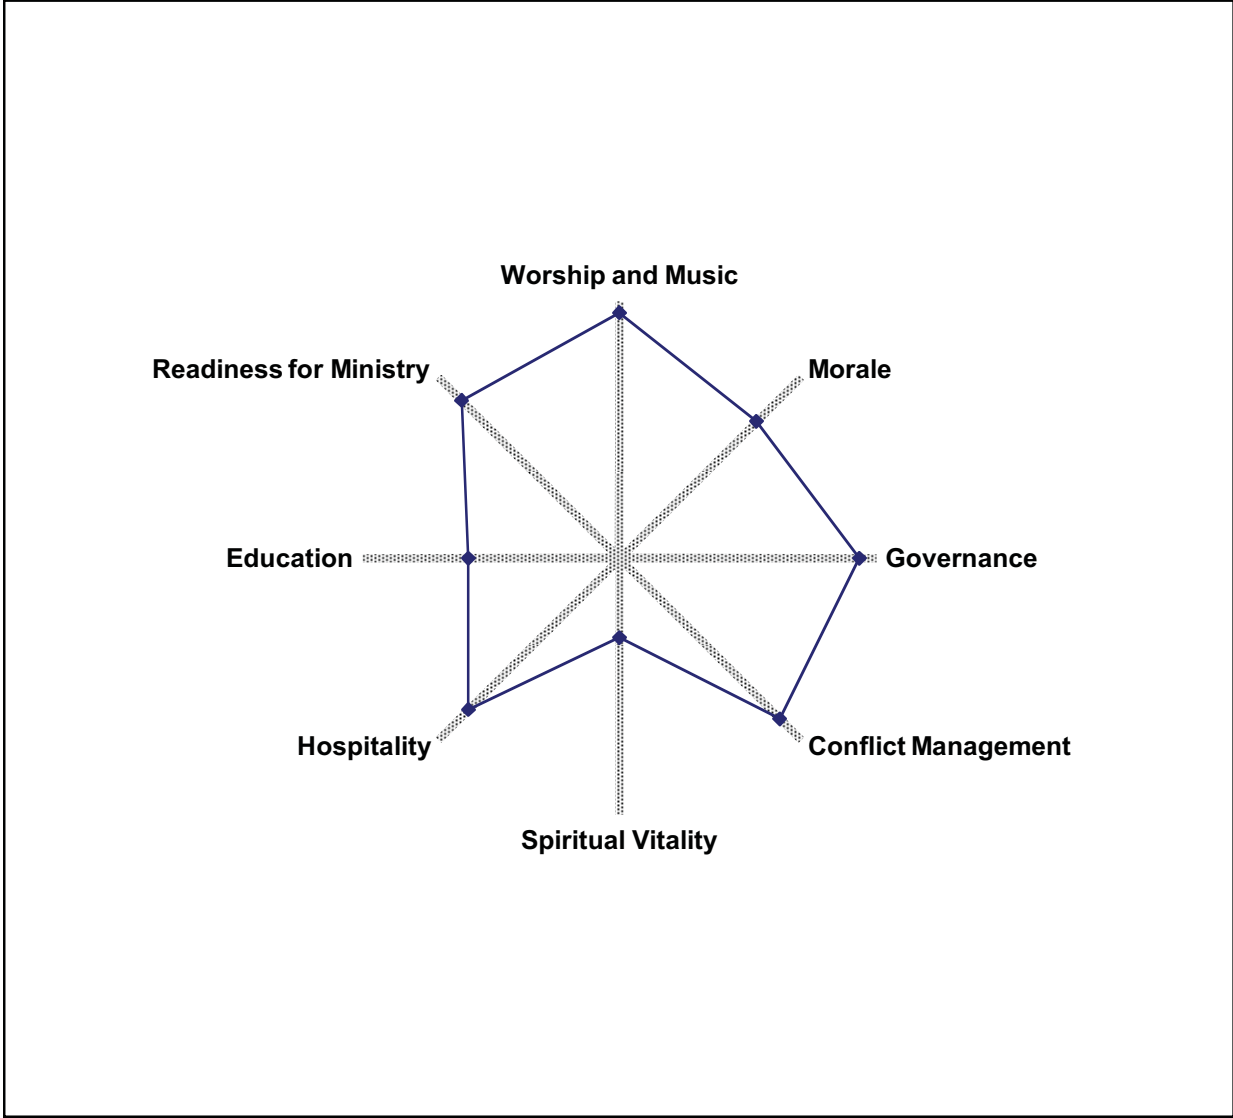 Worship and Music
Readiness for Ministry
Morale
Education
Governance
Hospitality
Conflict Management
Spiritual Vitality